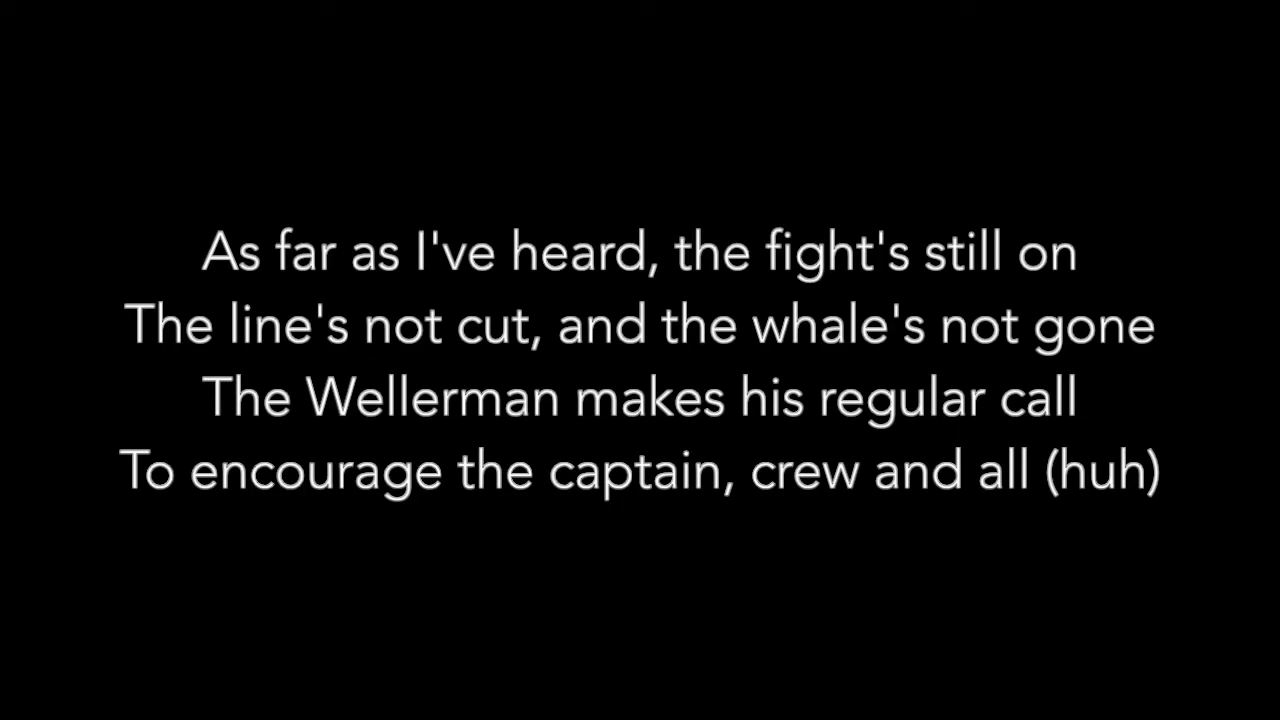 As far as I've heard, the fight's still on
The line's not cut, and the whale's not gone
The Wellerman makes his regular call
To encourage the captain, crew and all (huh)